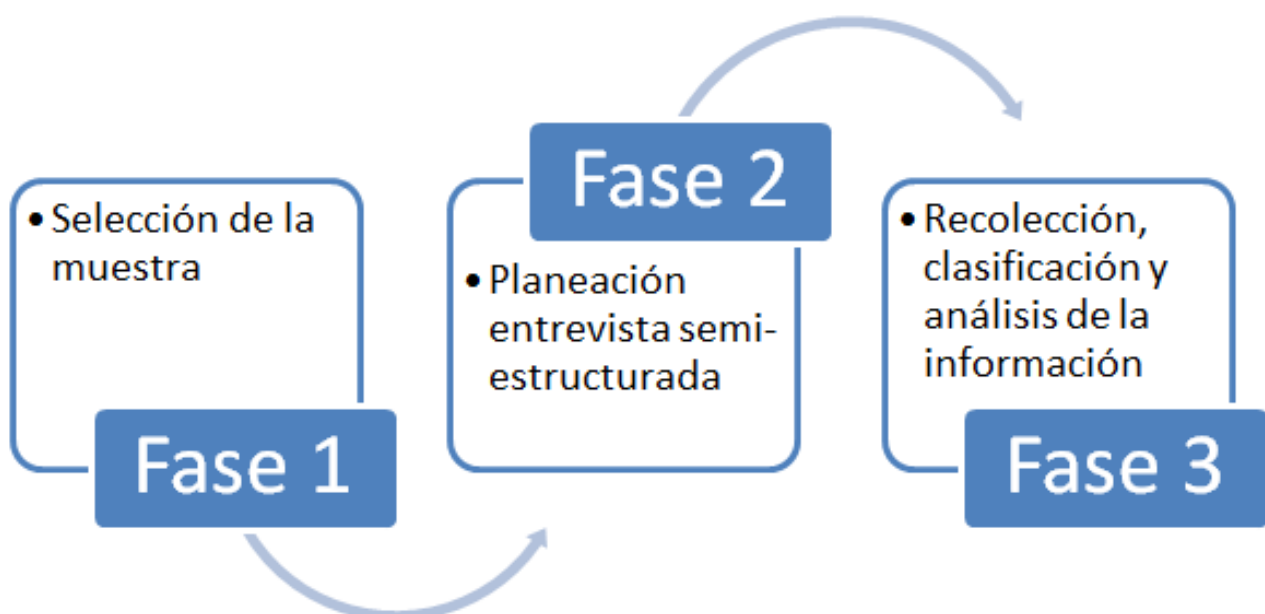 • Selección de la
muestra
Fase 1
Fase 2
• Planeación
entrevista semi-
estructurada
• Recolección,
clasificación y
análisis de la
información
Fase 3